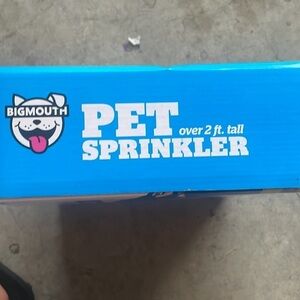 BIGMOUTH
PET
over 2 ft. tall
SPRINKLER